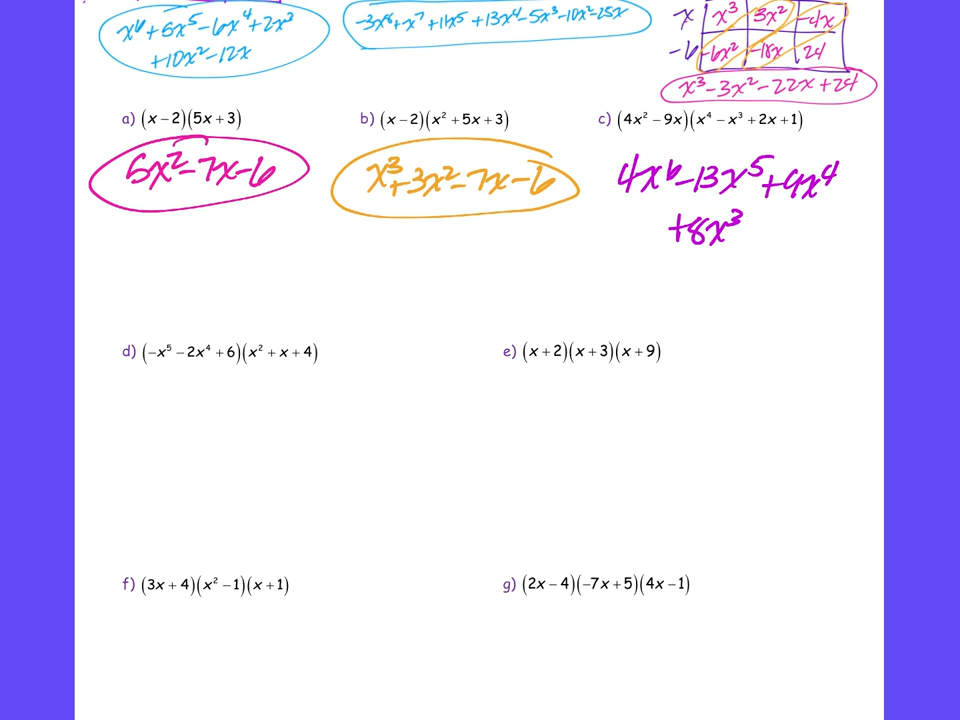 x⁶+5x⁵-6x⁴+2x³
+10x²-12x
-3x⁸+x⁷+11x⁵+13x⁴-5x³-10x²-25x
x x³ 3x² -4x
-6 -6x² -18x 24
x³-3x²-22x+24
a) (x − 2)(5x + 3)
b) (x − 2)(x² + 5x + 3)
c) (4x² − 9x)(x⁴ − x³ + 2x + 1)
5x²-7x-6
x³+3x²-7x-6
4x⁶-13x⁵+9x⁴
+8x³
d) (−x⁵ − 2x⁴ + 6)(x² + x + 4)
e) (x + 2)(x + 3)(x + 9)
f) (3x + 4)(x² − 1)(x + 1)
g) (2x − 4)(−7x + 5)(4x − 1)